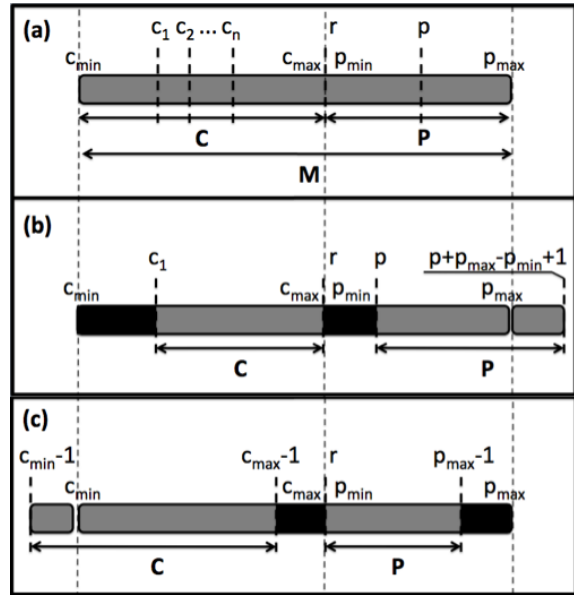 (a)
c1 c2 ... cn r p
cmin cmax pmin pmax
C P
M
(b)
c1 r p p+pmax-pmin+1
cmin cmax pmin pmax
C P
(c)
cmin-1 cmax-1 r pmax-1
cmin cmax pmin pmax
C P